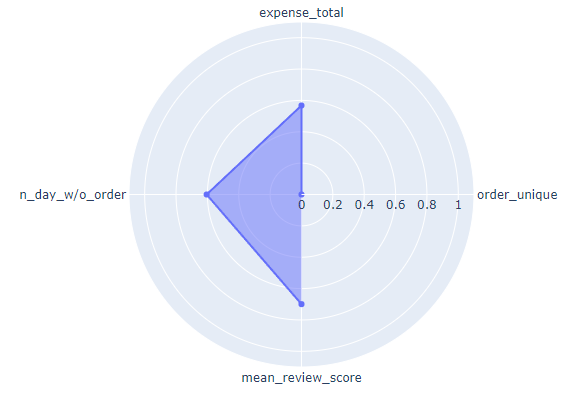 expense_total
n_day_w/o_order
order_unique
0 0.2 0.4 0.6 0.8 1
mean_review_score